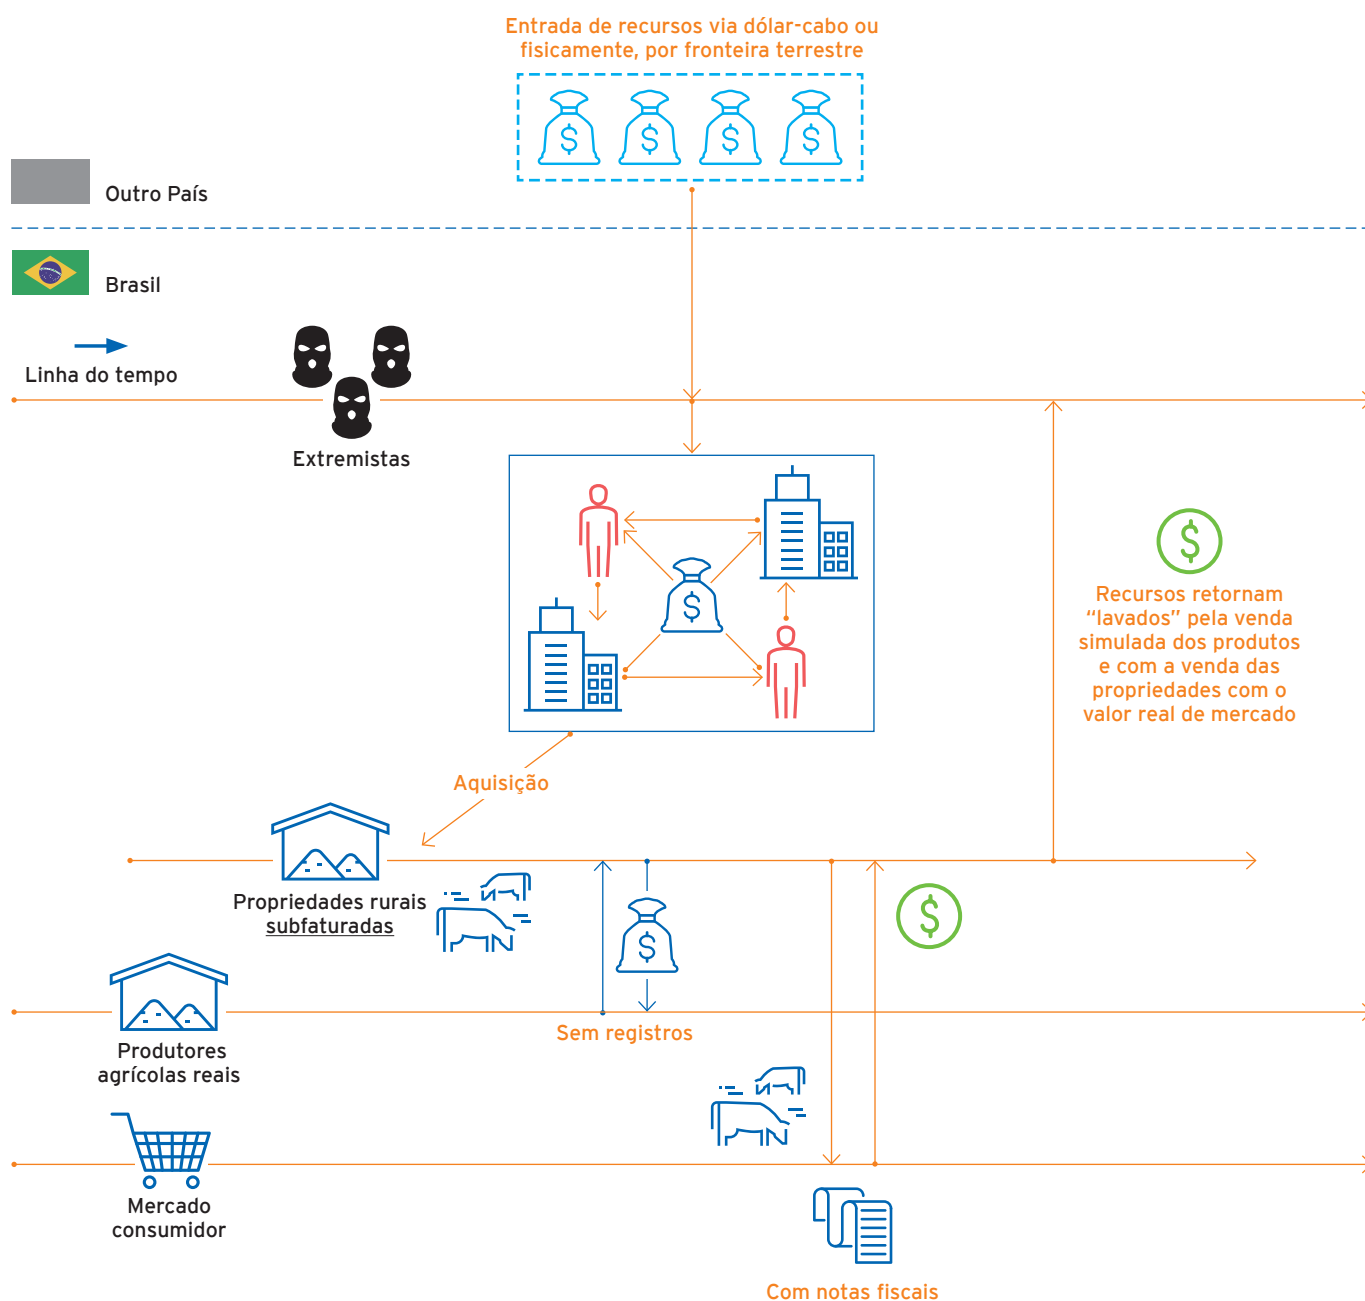 Entrada de recursos via dólar-cabo ou
fisicamente, por fronteira terrestre
Outro País
Brasil
Linha do tempo
Extremistas
Recursos retornam
“lavados” pela venda
simulada dos produtos
e com a venda das
propriedades com o
valor real de mercado
Aquisição
Propriedades rurais
subfaturadas
Sem registros
Produtores
agrícolas reais
Mercado
consumidor
Com notas fiscais